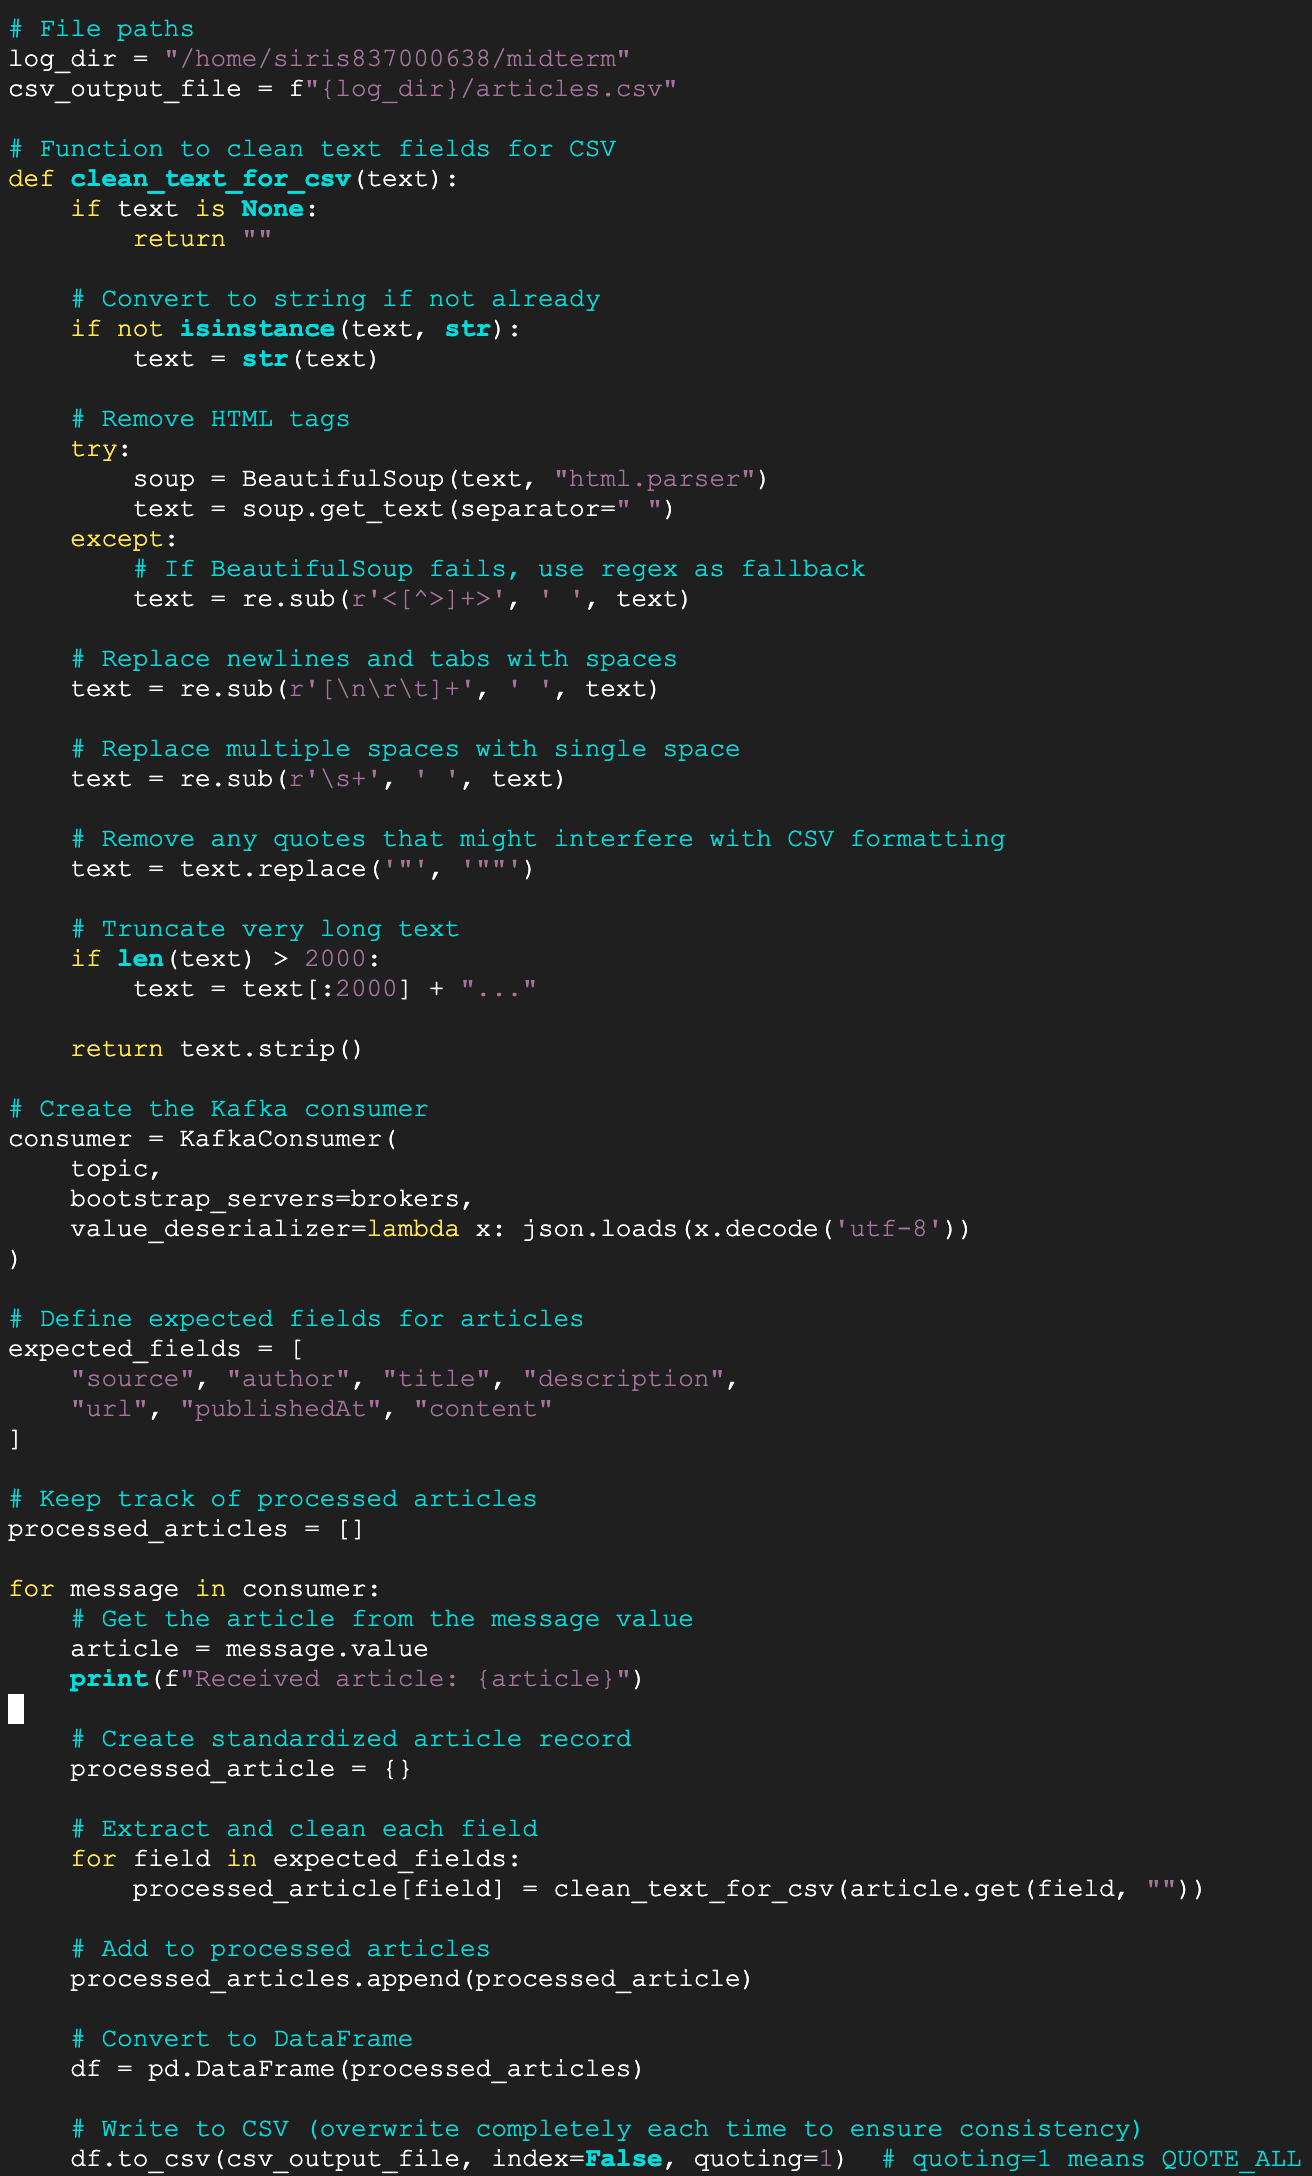 # File paths
log_dir = "/home/siris837000638/midterm"
csv_output_file = f"{log_dir}/articles.csv"

# Function to clean text fields for CSV
def clean_text_for_csv(text):
    if text is None:
        return ""

    # Convert to string if not already
    if not isinstance(text, str):
        text = str(text)

    # Remove HTML tags
    try:
        soup = BeautifulSoup(text, "html.parser")
        text = soup.get_text(separator=" ")
    except:
        # If BeautifulSoup fails, use regex as fallback
        text = re.sub(r'<[^>]+>', ' ', text)

    # Replace newlines and tabs with spaces
    text = re.sub(r'[\n\r\t]+', ' ', text)

    # Replace multiple spaces with single space
    text = re.sub(r'\s+', ' ', text)

    # Remove any quotes that might interfere with CSV formatting
    text = text.replace('"', '""')

    # Truncate very long text
    if len(text) > 2000:
        text = text[:2000] + "..."

    return text.strip()

# Create the Kafka consumer
consumer = KafkaConsumer(
    topic,
    bootstrap_servers=brokers,
    value_deserializer=lambda x: json.loads(x.decode('utf-8'))
)

# Define expected fields for articles
expected_fields = [
    "source", "author", "title", "description",
    "url", "publishedAt", "content"
]

# Keep track of processed articles
processed_articles = []

for message in consumer:
    # Get the article from the message value
    article = message.value
    print(f"Received article: {article}")

    # Create standardized article record
    processed_article = {}

    # Extract and clean each field
    for field in expected_fields:
        processed_article[field] = clean_text_for_csv(article.get(field, ""))

    # Add to processed articles
    processed_articles.append(processed_article)

    # Convert to DataFrame
    df = pd.DataFrame(processed_articles)

    # Write to CSV (overwrite completely each time to ensure consistency)
    df.to_csv(csv_output_file, index=False, quoting=1)  # quoting=1 means QUOTE_ALL